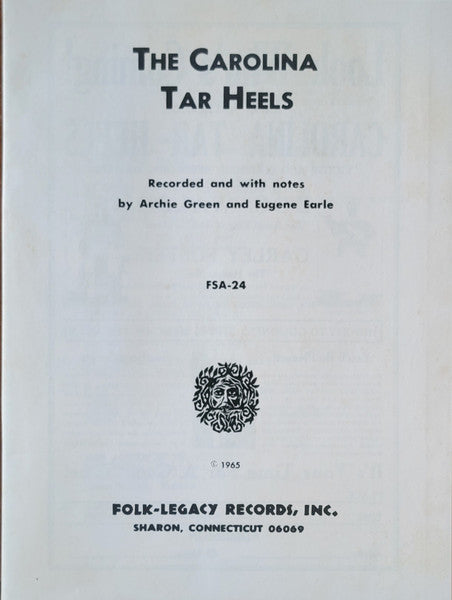 THE CAROLINA
TAR HEELS
Recorded and with notes
by Archie Green and Eugene Earle
FSA-24
© 1965
FOLK-LEGACY RECORDS, INC.
SHARON, CONNECTICUT 06069